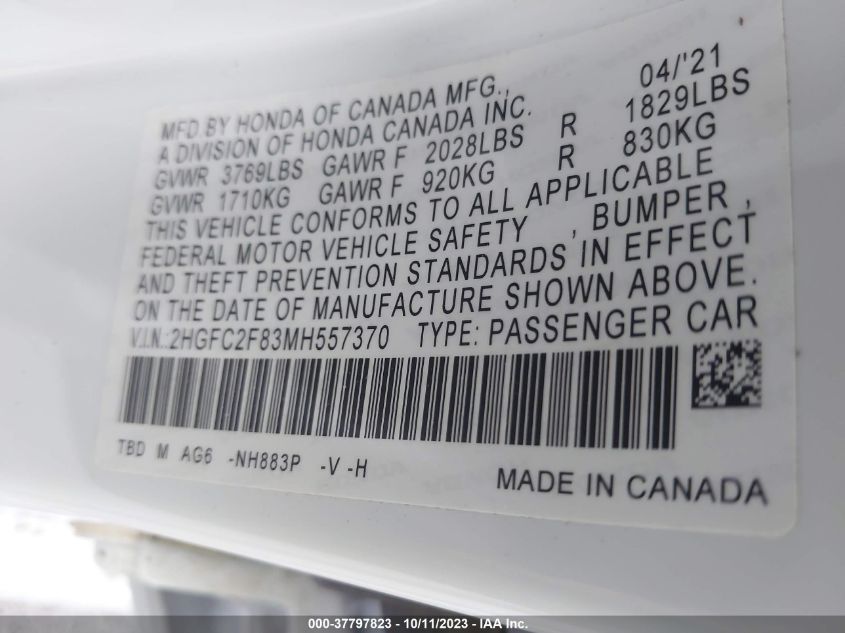 MFD BY HONDA OF CANADA MFG., 04/'21
A DIVISION OF HONDA CANADA INC.
GVWR 3769LBS GAWR F 2028LBS R 1829LBS
GVWR 1710KG GAWR F 920KG R 830KG
THIS VEHICLE CONFORMS TO ALL APPLICABLE
FEDERAL MOTOR VEHICLE SAFETY , BUMPER ,
AND THEFT PREVENTION STANDARDS IN EFFECT
ON THE DATE OF MANUFACTURE SHOWN ABOVE.
V.I.N.:2HGFC2F83MH557370 TYPE: PASSENGER CAR
TBD M AG6 -NH883P -V -H
MADE IN CANADA
000-37797823 - 10/11/2023 - IAA Inc.